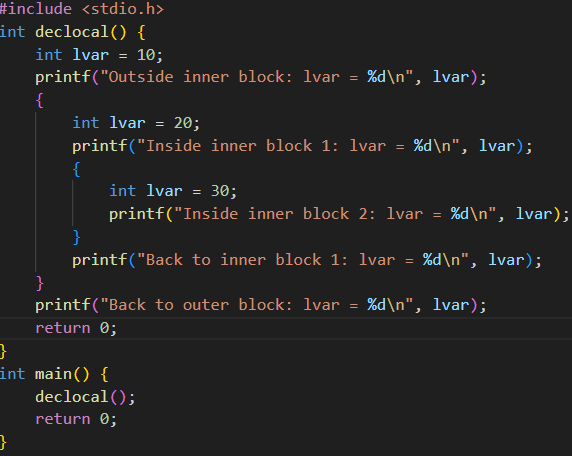 #include <stdio.h>
int declocal() {
    int lvar = 10;
    printf("Outside inner block: lvar = %d\n", lvar);
    {
        int lvar = 20;
        printf("Inside inner block 1: lvar = %d\n", lvar);
        {
            int lvar = 30;
            printf("Inside inner block 2: lvar = %d\n", lvar);
        }
        printf("Back to inner block 1: lvar = %d\n", lvar);
    }
    printf("Back to outer block: lvar = %d\n", lvar);
    return 0;
}
int main() {
    declocal();
    return 0;
}